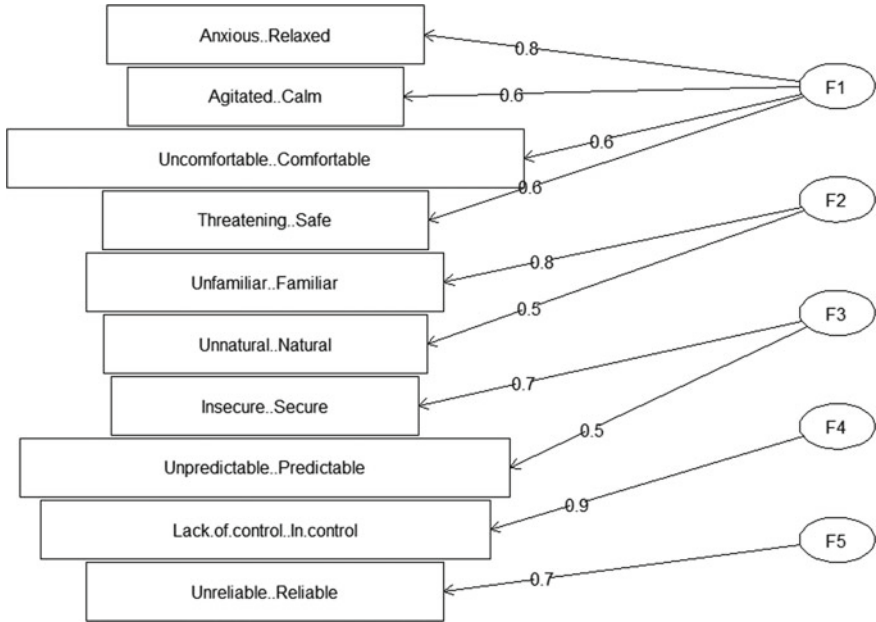 Anxious..Relaxed
0.8
F1
Agitated..Calm
0.6
Uncomfortable..Comfortable
0.6
Threatening..Safe
0.6
F2
Unfamiliar..Familiar
0.8
Unnatural..Natural
0.5
F3
Insecure..Secure
0.7
Unpredictable..Predictable
0.5
F4
Lack.of.control..In.control
0.9
F5
Unreliable..Reliable
0.7